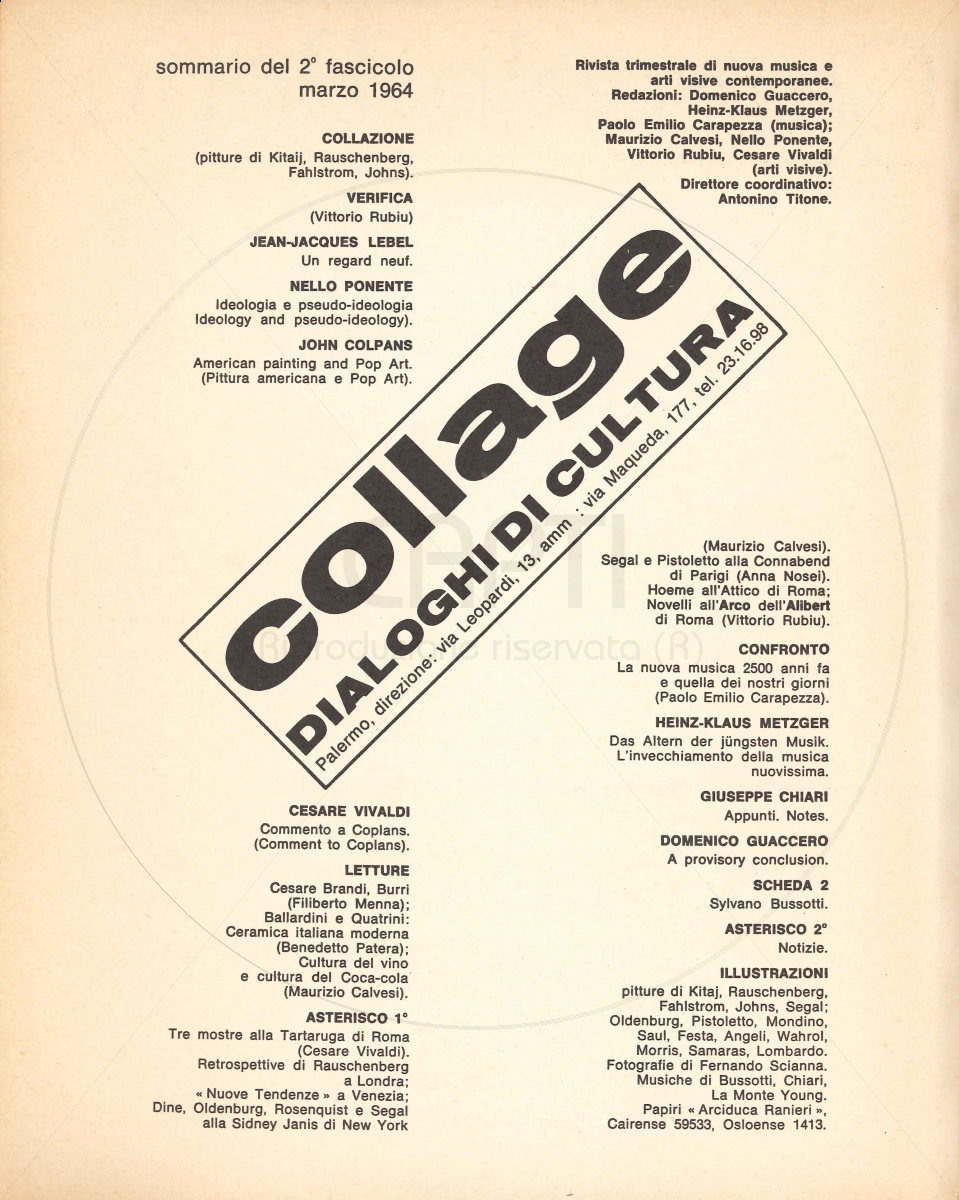 sommario del 2° fascicolo
marzo 1964
COLLAZIONE
(pitture di Kitaij, Rauschenberg,
Fahlstrom, Johns).
VERIFICA
(Vittorio Rubiu)
JEAN-JACQUES LEBEL
Un regard neuf.
NELLO PONENTE
Ideologia e pseudo-ideologia
Ideology and pseudo-ideology).
JOHN COLPANS
American painting and Pop Art.
(Pittura americana e Pop Art).
Rivista trimestrale di nuova musica e
arti visive contemporanee.
Redazioni: Domenico Guaccero,
Heinz-Klaus Metzger,
Paolo Emilio Carapezza (musica);
Maurizio Calvesi, Nello Ponente,
Vittorio Rubiu, Cesare Vivaldi
(arti visive).
Direttore coordinativo:
Antonino Titone.
collage
DIALOGHI DI CULTURA
Palermo, direzione: via Leopardi, 13, amm : via Maqueda, 177, tel. 23.16.98
CESARE VIVALDI
Commento a Coplans.
(Comment to Coplans).
LETTURE
Cesare Brandi, Burri
(Filiberto Menna);
Ballardini e Quatrini:
Ceramica italiana moderna
(Benedetto Patera);
Cultura del vino
e cultura del Coca-cola
(Maurizio Calvesi).
ASTERISCO 1°
Tre mostre alla Tartaruga di Roma
(Cesare Vivaldi).
Retrospettive di Rauschenberg
a Londra;
« Nuove Tendenze » a Venezia;
Dine, Oldenburg, Rosenquist e Segal
alla Sidney Janis di New York
(Maurizio Calvesi).
Segal e Pistoletto alla Connabend
di Parigi (Anna Nosei).
Hoeme all'Attico di Roma;
Novelli all'Arco dell'Alibert
di Roma (Vittorio Rubiu).
CONFRONTO
La nuova musica 2500 anni fa
e quella dei nostri giorni
(Paolo Emilio Carapezza).
HEINZ-KLAUS METZGER
Das Altern der jüngsten Musik.
L'invecchiamento della musica
nuovissima.
GIUSEPPE CHIARI
Appunti. Notes.
DOMENICO GUACCERO
A provisory conclusion.
SCHEDA 2
Sylvano Bussotti.
ASTERISCO 2°
Notizie.
ILLUSTRAZIONI
pitture di Kitaj, Rauschenberg,
Fahlstrom, Johns, Segal;
Oldenburg, Pistoletto, Mondino,
Saul, Festa, Angeli, Wahrol,
Morris, Samaras, Lombardo.
Fotografie di Fernando Scianna.
Musiche di Bussotti, Chiari,
La Monte Young.
Papiri « Arciduca Ranieri »,
Cairense 59533, Osloense 1413.
Riproduzione riservata (R)